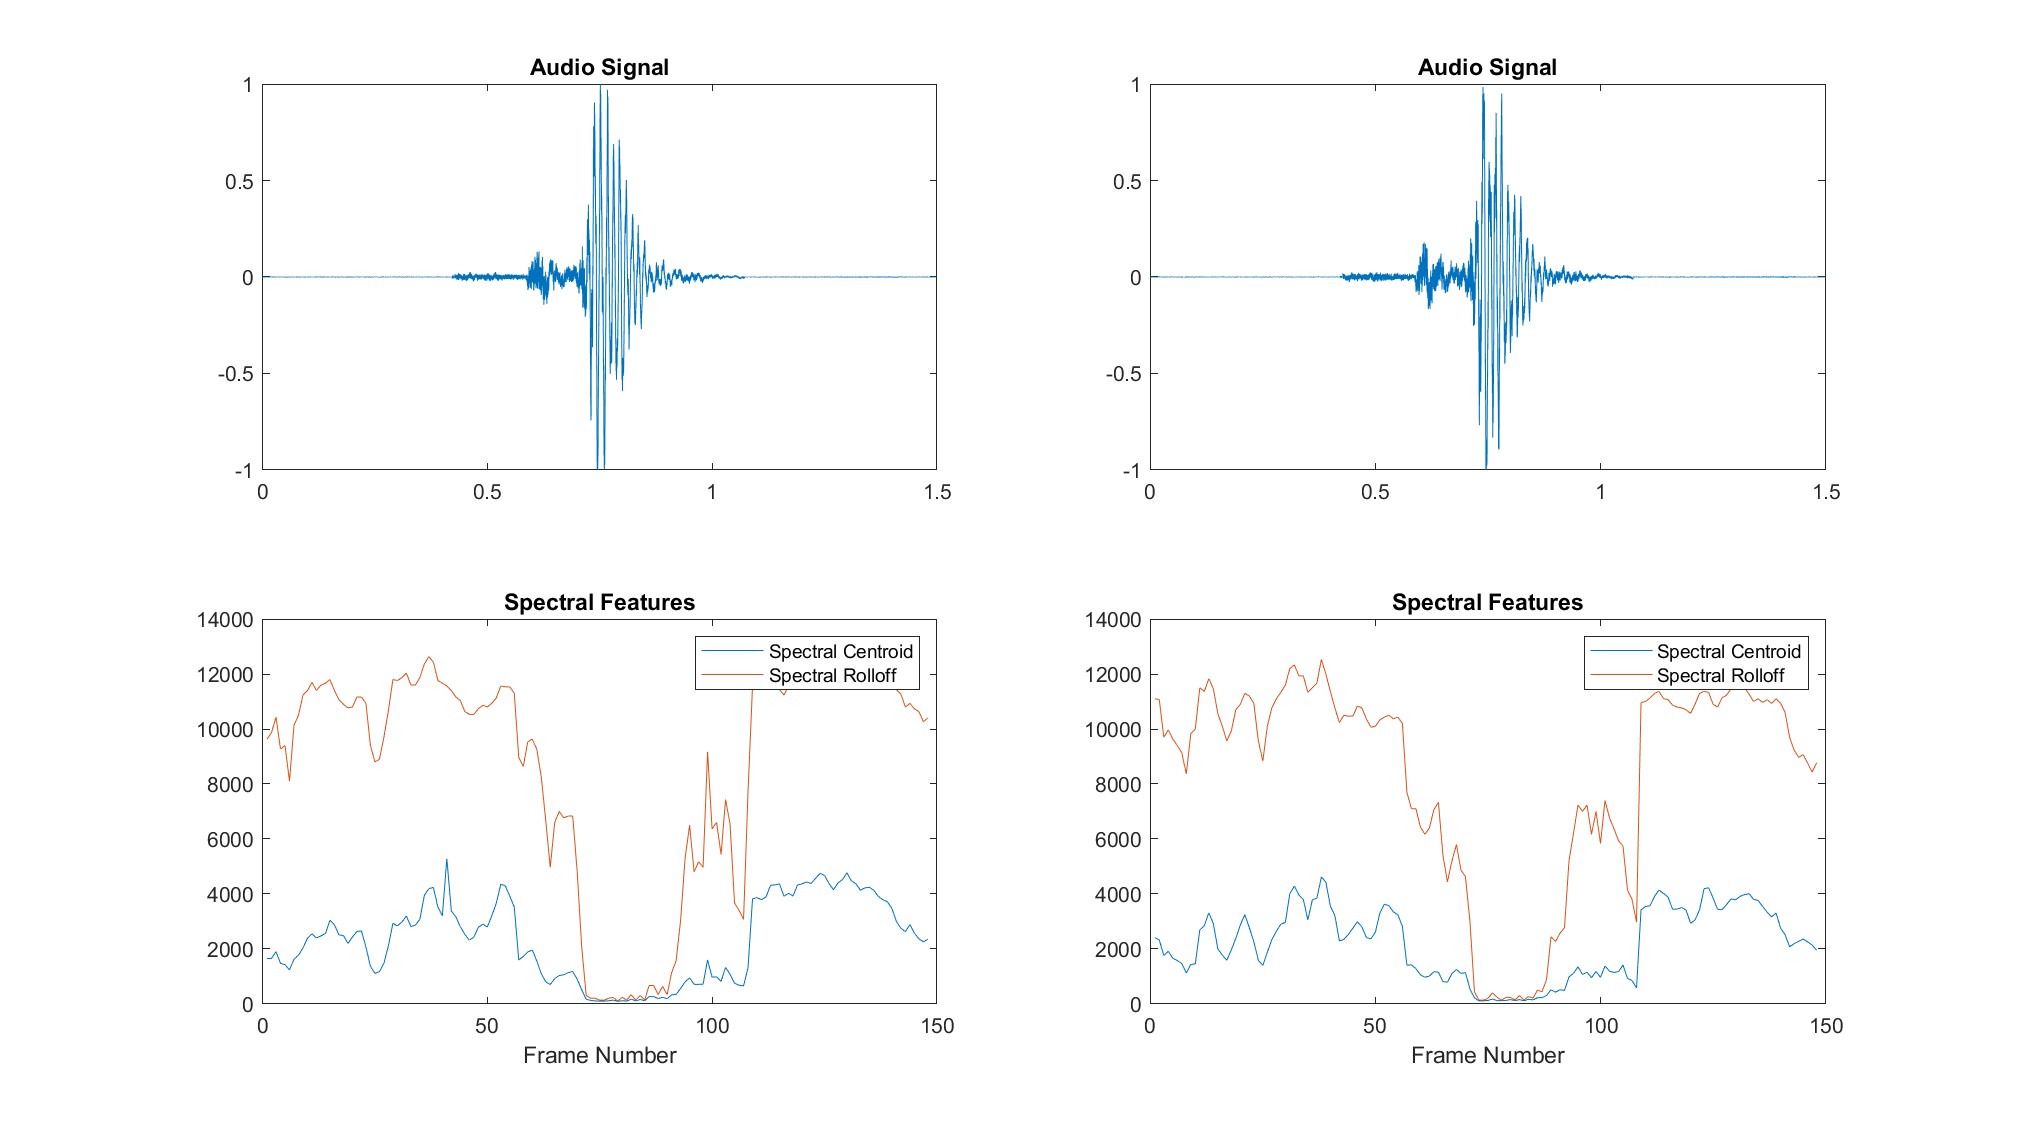 Audio Signal
1
0.5
0
-0.5
-1
0 0.5 1 1.5
Audio Signal
1
0.5
0
-0.5
-1
0 0.5 1 1.5
Spectral Features
14000
12000
10000
8000
6000
4000
2000
0
Spectral Centroid
Spectral Rolloff
0 50 100 150
Frame Number
Spectral Features
14000
12000
10000
8000
6000
4000
2000
0
Spectral Centroid
Spectral Rolloff
0 50 100 150
Frame Number